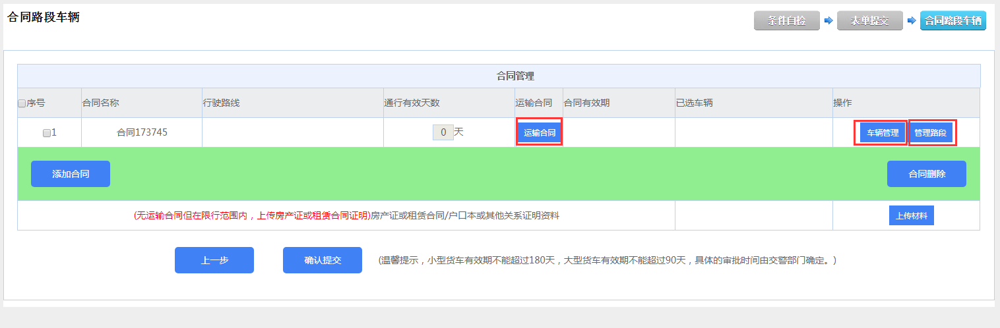 合同路段车辆
条件自检 表单提交 合同路段车辆
合同管理
序号 合同名称 行驶路线 通行有效天数 运输合同 合同有效期 已选车辆 操作
1 合同173745 0 天 运输合同 车辆管理 管理路段
添加合同 合同删除
(无运输合同但在限行范围内，上传房产证或租赁合同证明)房产证或租赁合同/户口本或其他关系证明资料 上传材料
上一步 确认提交 (温馨提示，小型货车有效期不能超过180天，大型货车有效期不能超过90天，具体的审批时间由交警部门确定。)